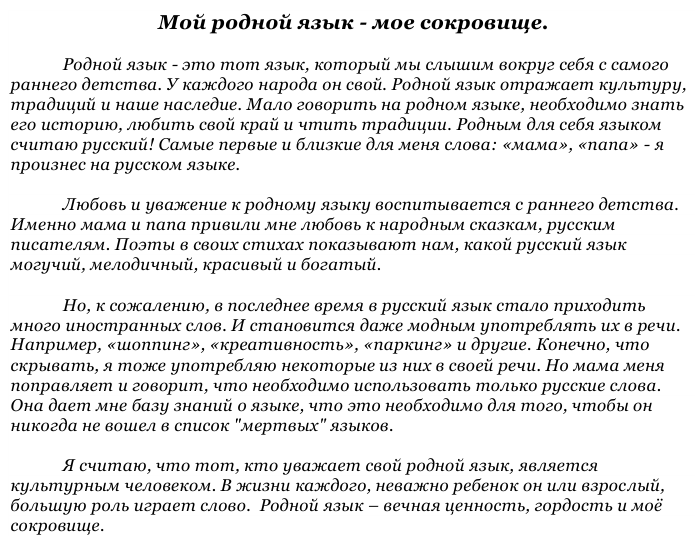 Мой родной язык - мое сокровище.
Родной язык - это тот язык, который мы слышим вокруг себя с самого
раннего детства. У каждого народа он свой. Родной язык отражает культуру,
традиций и наше наследие. Мало говорить на родном языке, необходимо знать
его историю, любить свой край и чтить традиции. Родным для себя языком
считаю русский! Самые первые и близкие для меня слова: «мама», «папа» - я
произнес на русском языке.
Любовь и уважение к родному языку воспитывается с раннего детства.
Именно мама и папа привили мне любовь к народным сказкам, русским
писателям. Поэты в своих стихах показывают нам, какой русский язык
могучий, мелодичный, красивый и богатый.
Но, к сожалению, в последнее время в русский язык стало приходить
много иностранных слов. И становится даже модным употреблять их в речи.
Например, «шоппинг», «креативность», «паркинг» и другие. Конечно, что
скрывать, я тоже употребляю некоторые из них в своей речи. Но мама меня
поправляет и говорит, что необходимо использовать только русские слова.
Она дает мне базу знаний о языке, что это необходимо для того, чтобы он
никогда не вошел в список "мертвых" языков.
Я считаю, что тот, кто уважает свой родной язык, является
культурным человеком. В жизни каждого, неважно ребенок он или взрослый,
большую роль играет слово.  Родной язык – вечная ценность, гордость и моё
сокровище.